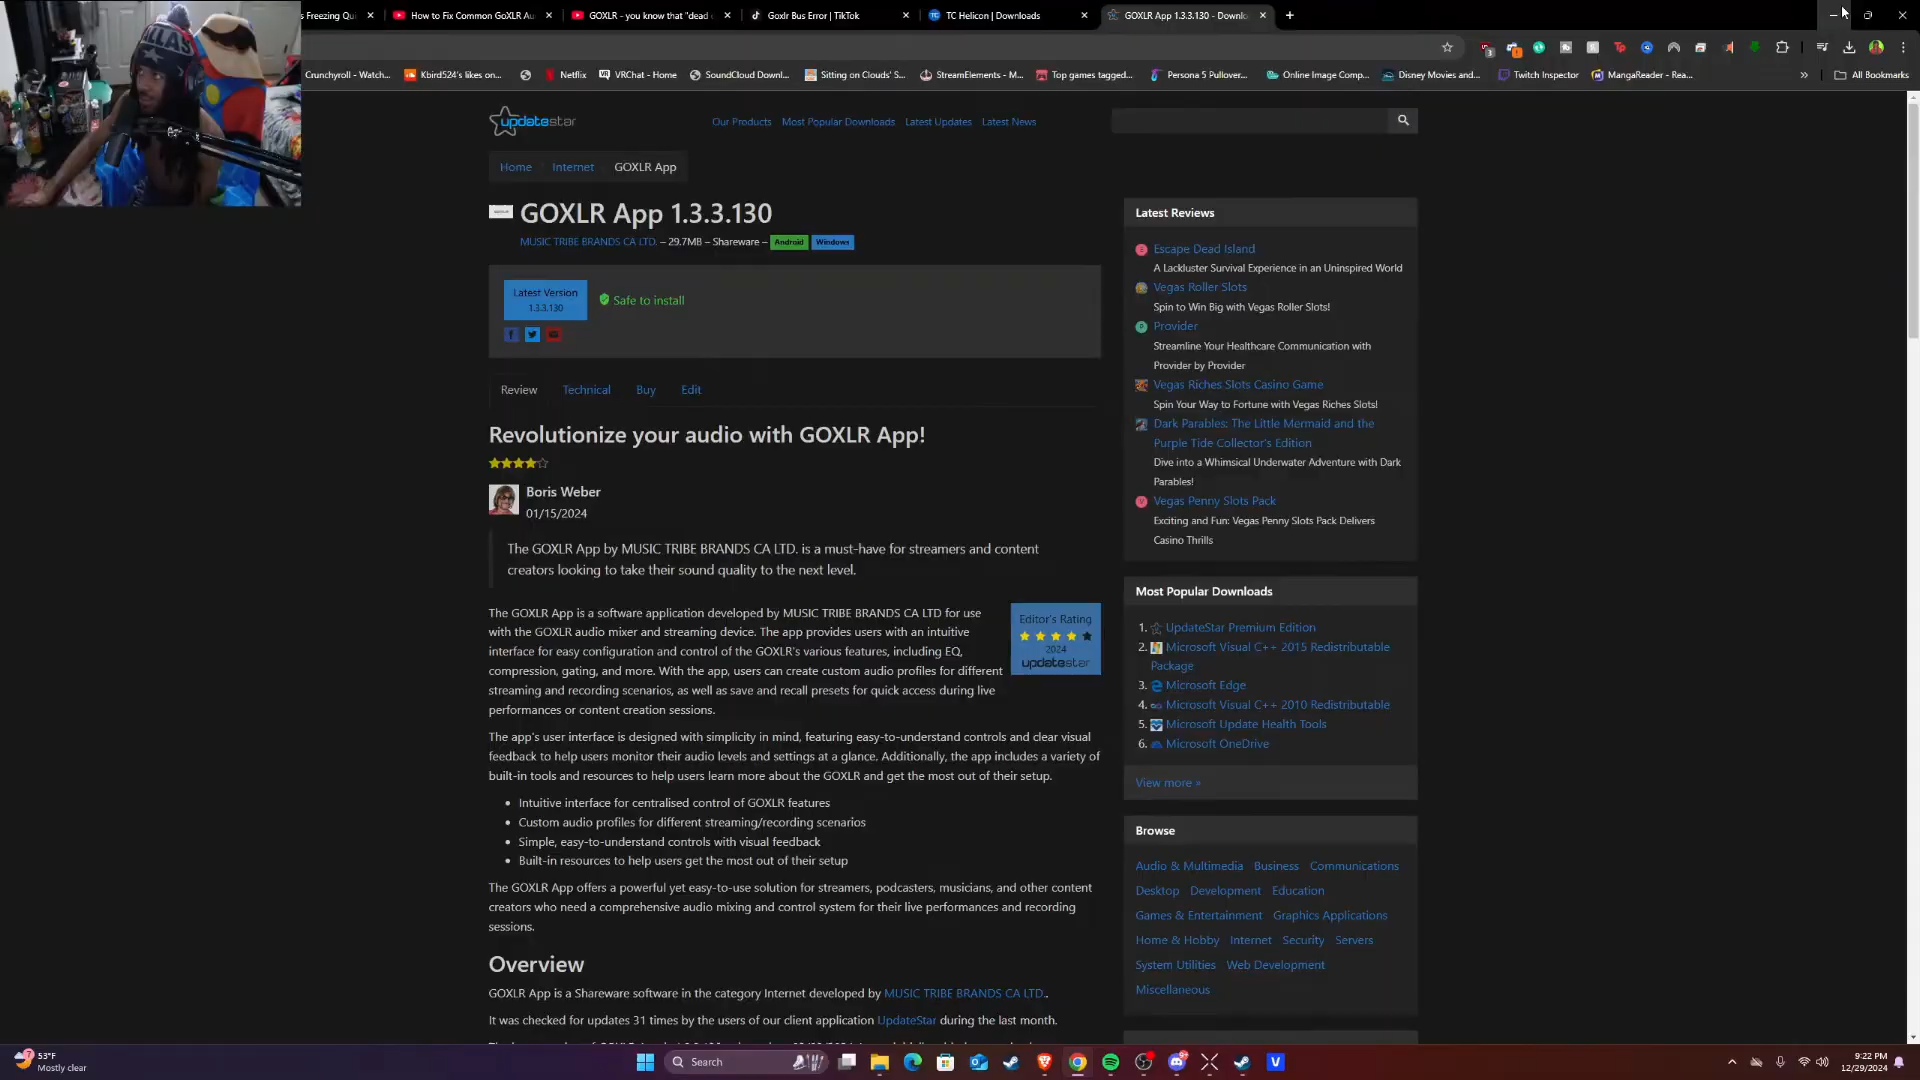 s Freezing Qui
How to Fix Common GoXLR Au
GOXLR - you know that "dead
Goxlr Bus Error | TikTok
TC Helicon | Downloads
GOXLR App 1.3.3.130 - Downlo
Crunchyroll - Watch...
Kbird524's likes on...
Netflix
VRChat - Home
SoundCloud Downl...
Sitting on Clouds' S...
StreamElements - M...
Top games tagged...
Persona 5 Pullover...
Online Image Comp...
Disney Movies and...
Twitch Inspector
MangaReader - Rea...
All Bookmarks
updatestar
Our Products
Most Popular Downloads
Latest Updates
Latest News
Home
Internet
GOXLR App
GOXLR App 1.3.3.130
MUSIC TRIBE BRANDS CA LTD. – 29.7MB – Shareware – Android Windows
Latest Version
1.3.3.130
Safe to install
Review
Technical
Buy
Edit
Revolutionize your audio with GOXLR App!
Boris Weber
01/15/2024
The GOXLR App by MUSIC TRIBE BRANDS CA LTD. is a must-have for streamers and content
creators looking to take their sound quality to the next level.
The GOXLR App is a software application developed by MUSIC TRIBE BRANDS CA LTD for use
with the GOXLR audio mixer and streaming device. The app provides users with an intuitive
interface for easy configuration and control of the GOXLR's various features, including EQ,
compression, gating, and more. With the app, users can create custom audio profiles for different
streaming and recording scenarios, as well as save and recall presets for quick access during live
performances or content creation sessions.
Editor's Rating
2024
updatestar
The app's user interface is designed with simplicity in mind, featuring easy-to-understand controls and clear visual
feedback to help users monitor their audio levels and settings at a glance. Additionally, the app includes a variety of
built-in tools and resources to help users learn more about the GOXLR and get the most out of their setup.
• Intuitive interface for centralised control of GOXLR features
• Custom audio profiles for different streaming/recording scenarios
• Simple, easy-to-understand controls with visual feedback
• Built-in resources to help users get the most out of their setup
The GOXLR App offers a powerful yet easy-to-use solution for streamers, podcasters, musicians, and other content
creators who need a comprehensive audio mixing and control system for their live performances and recording
sessions.
Overview
GOXLR App is a Shareware software in the category Internet developed by MUSIC TRIBE BRANDS CA LTD..
It was checked for updates 31 times by the users of our client application UpdateStar during the last month.
Latest Reviews
Escape Dead Island
A Lackluster Survival Experience in an Uninspired World
Vegas Roller Slots
Spin to Win Big with Vegas Roller Slots!
Provider
Streamline Your Healthcare Communication with
Provider by Provider
Vegas Riches Slots Casino Game
Spin Your Way to Fortune with Vegas Riches Slots!
Dark Parables: The Little Mermaid and the
Purple Tide Collector's Edition
Dive into a Whimsical Underwater Adventure with Dark
Parables!
Vegas Penny Slots Pack
Exciting and Fun: Vegas Penny Slots Pack Delivers
Casino Thrills
Most Popular Downloads
1. UpdateStar Premium Edition
2. Microsoft Visual C++ 2015 Redistributable
Package
3. Microsoft Edge
4. Microsoft Visual C++ 2010 Redistributable
5. Microsoft Update Health Tools
6. Microsoft OneDrive
View more »
Browse
Audio & Multimedia Business Communications
Desktop Development Education
Games & Entertainment Graphics Applications
Home & Hobby Internet Security Servers
System Utilities Web Development
Miscellaneous
53°F
Mostly clear
Search
9:22 PM
12/29/2024